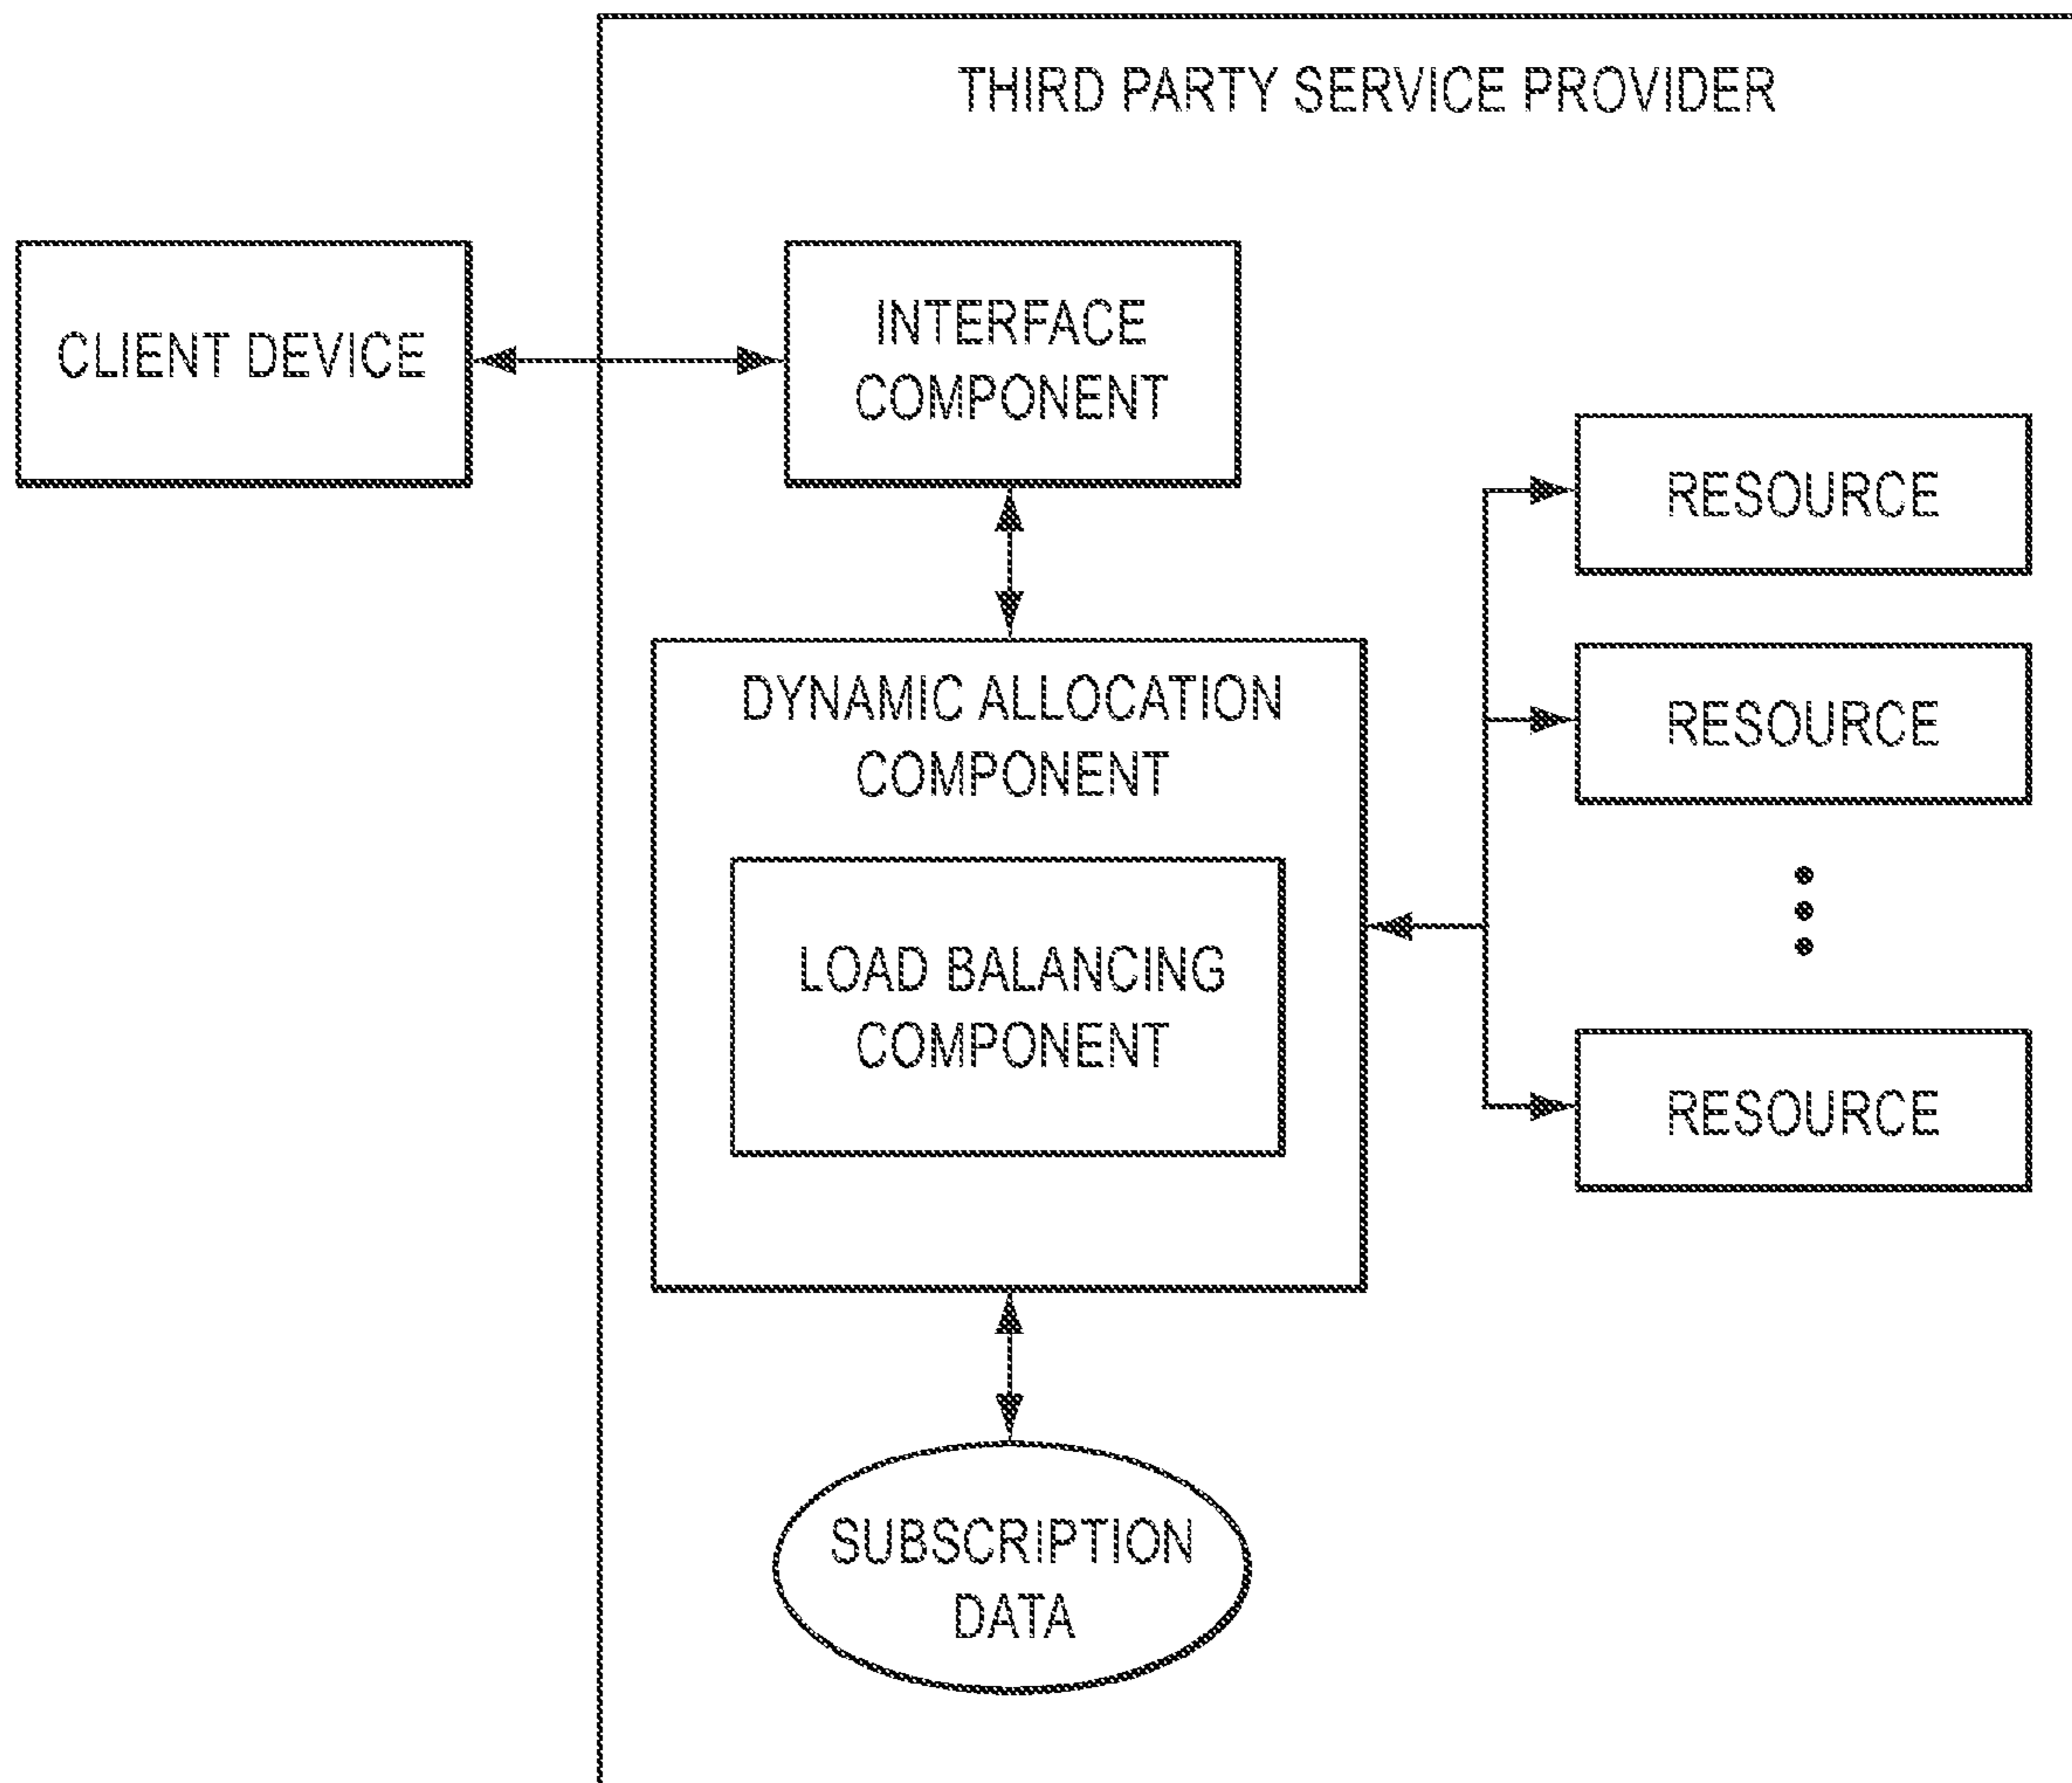 THIRD PARTY SERVICE PROVIDER
CLIENT DEVICE
INTERFACE
COMPONENT
RESOURCE
DYNAMIC ALLOCATION
COMPONENT
RESOURCE
LOAD BALANCING
COMPONENT
RESOURCE
SUBSCRIPTION
DATA